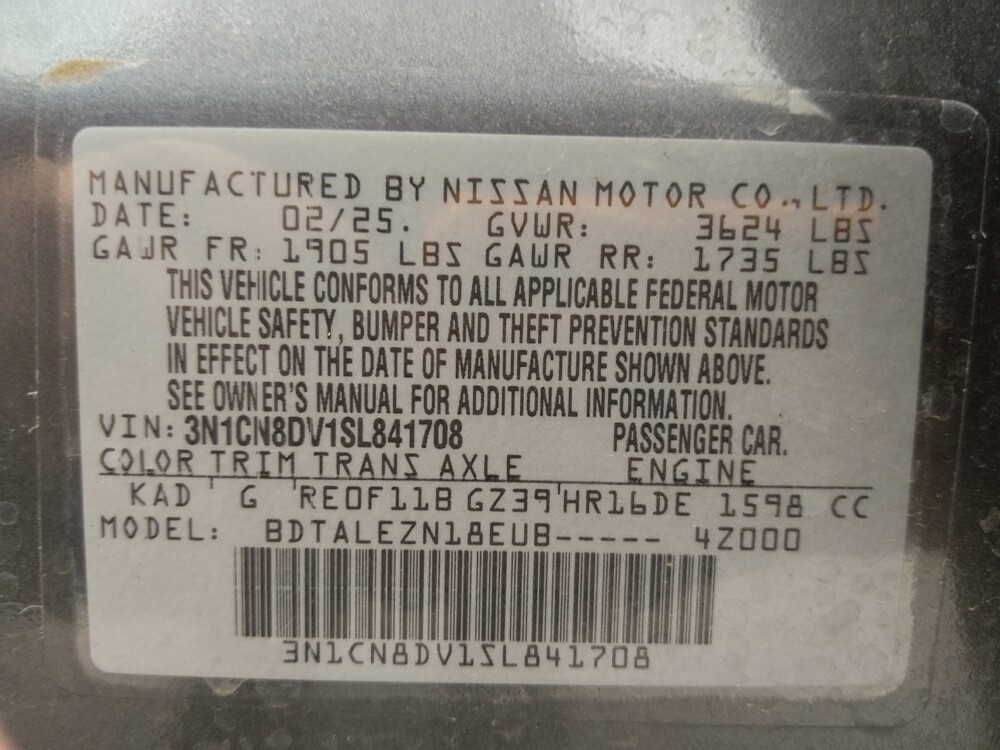 MANUFACTURED BY NISSAN MOTOR CO., LTD.
DATE: 02/25. GVWR: 3624 LBS
GAWR FR: 1905 LBS GAWR RR: 1735 LBS
THIS VEHICLE CONFORMS TO ALL APPLICABLE FEDERAL MOTOR
VEHICLE SAFETY, BUMPER AND THEFT PREVENTION STANDARDS
IN EFFECT ON THE DATE OF MANUFACTURE SHOWN ABOVE.
SEE OWNER'S MANUAL FOR ADDITIONAL INFORMATION.
VIN: 3N1CN8DV1SL841708 PASSENGER CAR.
COLOR TRIM TRANS AXLE ENGINE
KAD G RE0F11B GZ39 HR16DE 1598 CC
MODEL: BDTALEZN18EUB----- 4Z000
3N1CN8DV1SL841708